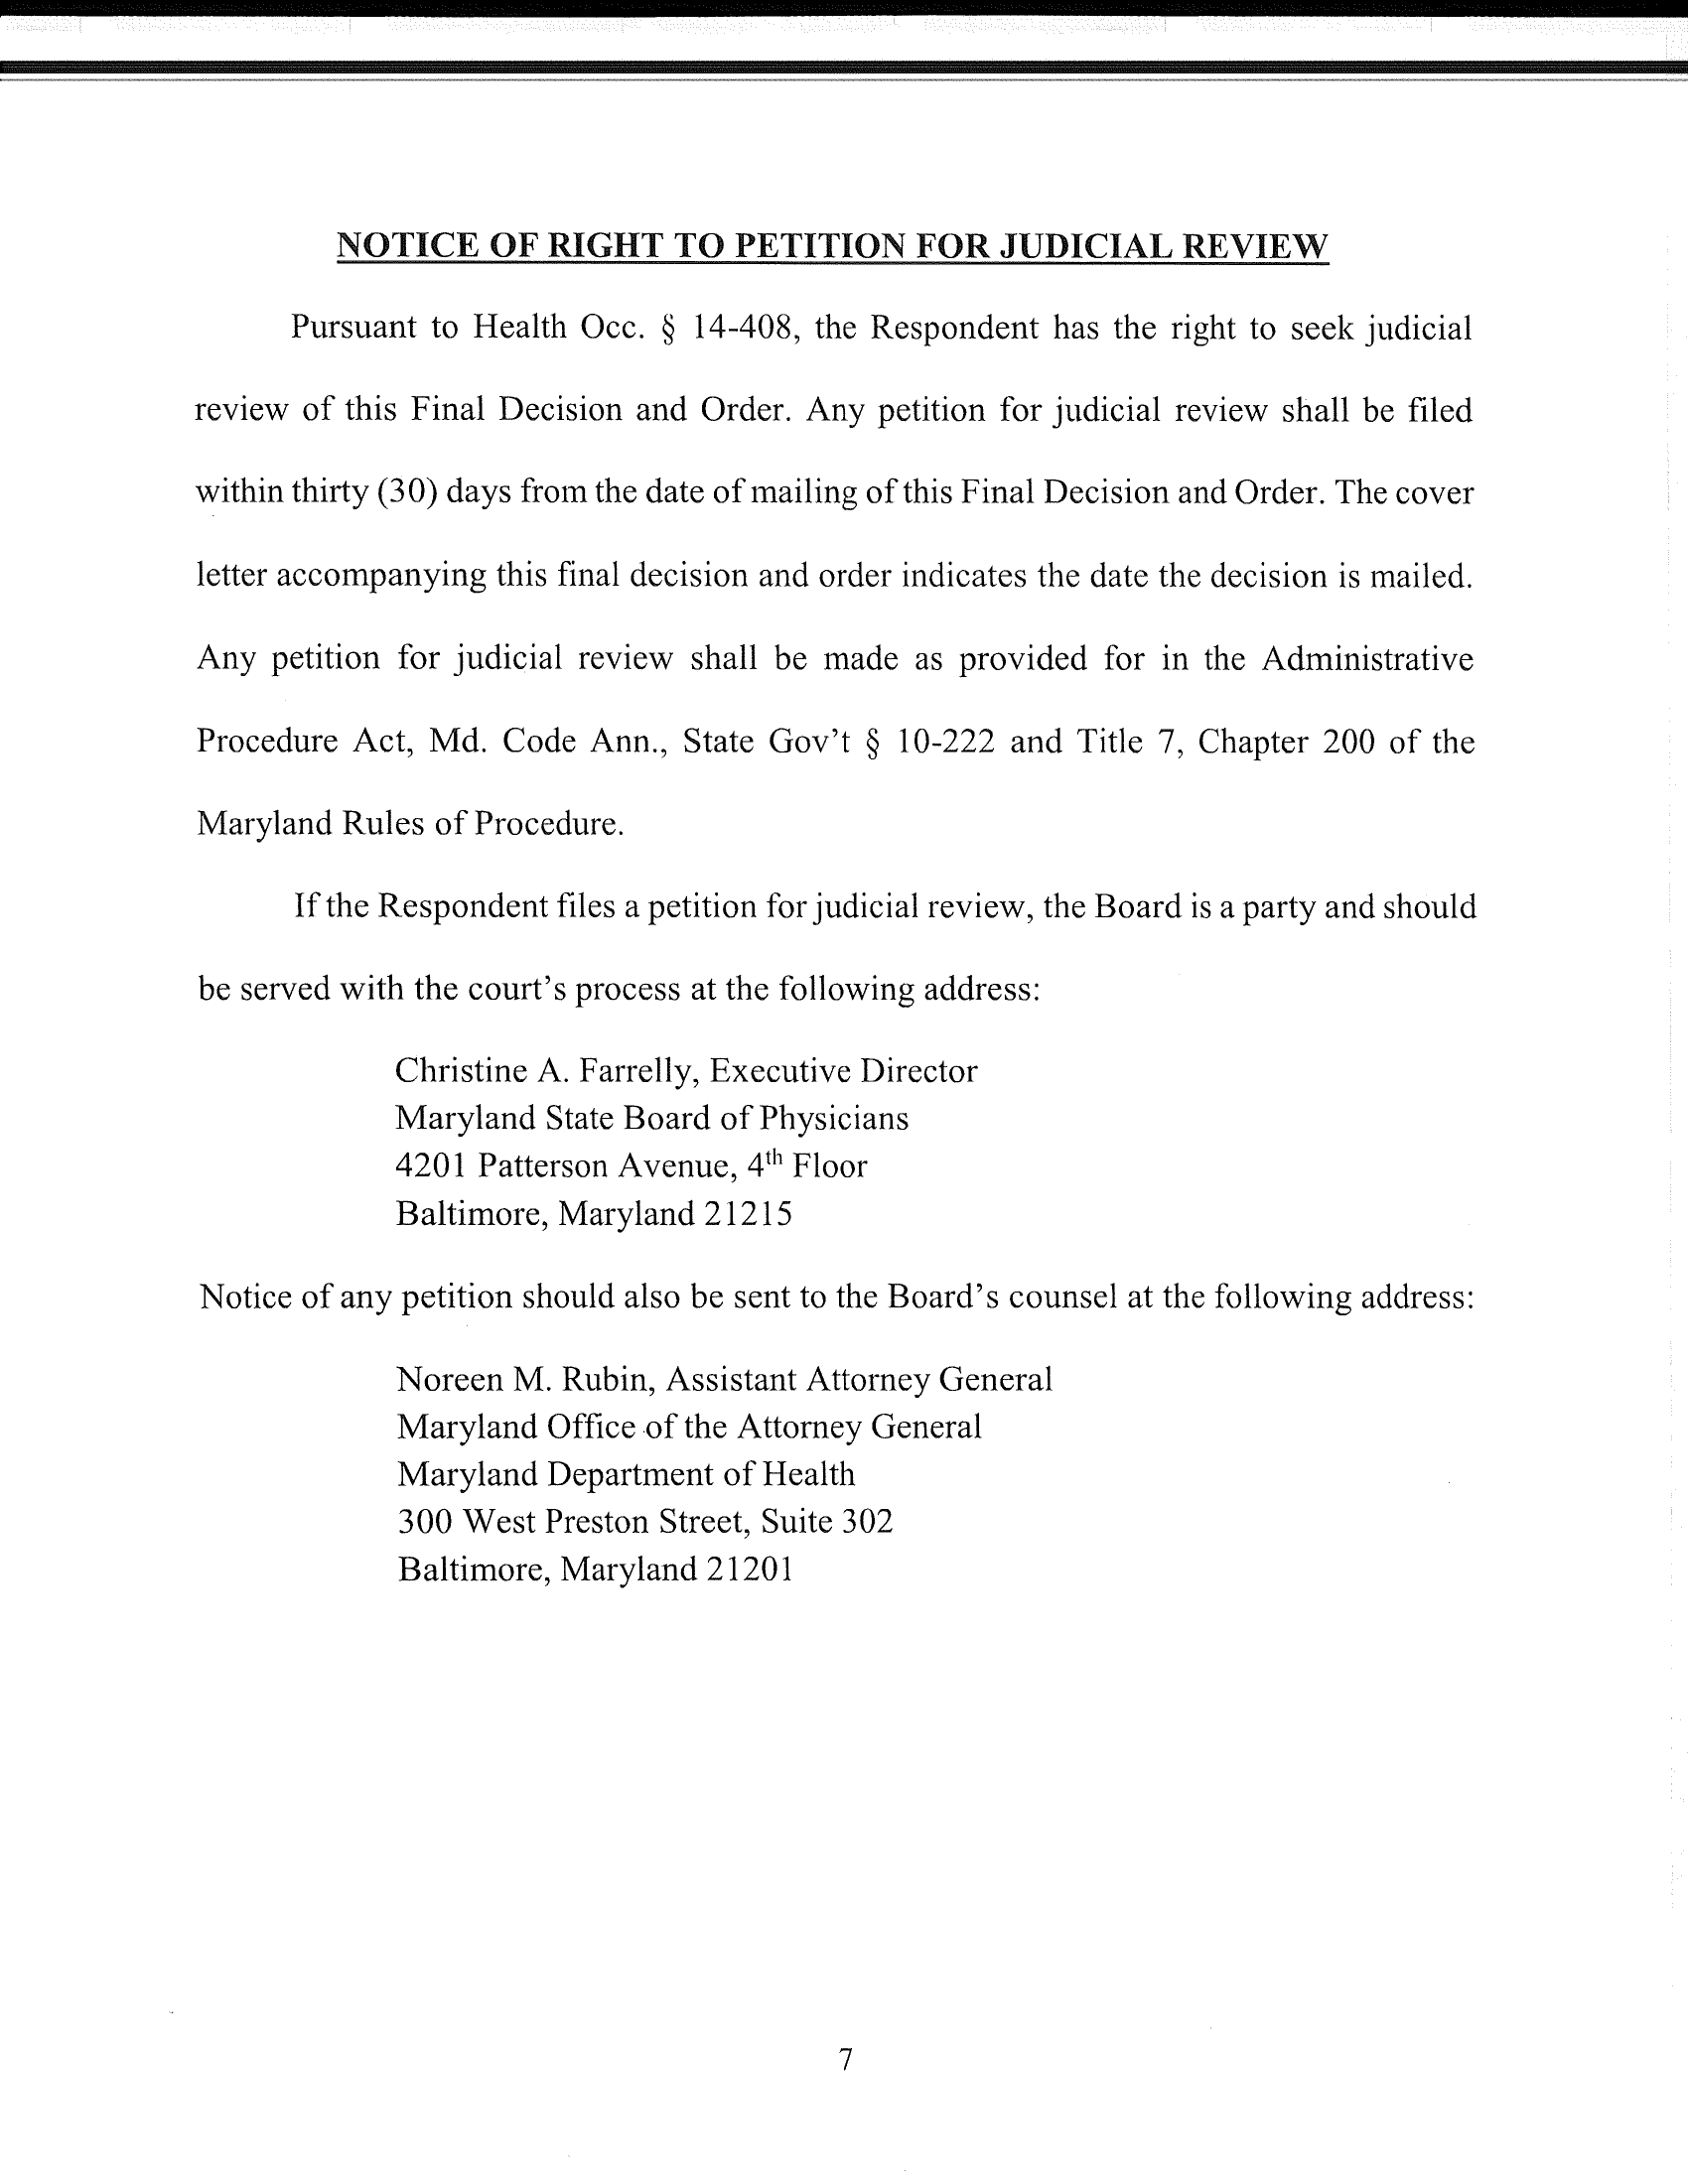 NOTICE OF RIGHT TO PETITION FOR JUDICIAL REVIEW
Pursuant to Health Occ. § 14-408, the Respondent has the right to seek judicial
review of this Final Decision and Order. Any petition for judicial review shall be filed
within thirty (30) days from the date of mailing of this Final Decision and Order. The cover
letter accompanying this final decision and order indicates the date the decision is mailed.
Any petition for judicial review shall be made as provided for in the Administrative
Procedure Act, Md. Code Ann., State Gov't § 10-222 and Title 7, Chapter 200 of the
Maryland Rules of Procedure.
If the Respondent files a petition for judicial review, the Board is a party and should
be served with the court's process at the following address:
Christine A. Farrelly, Executive Director
Maryland State Board of Physicians
4201 Patterson Avenue, 4th Floor
Baltimore, Maryland 21215
Notice of any petition should also be sent to the Board's counsel at the following address:
Noreen M. Rubin, Assistant Attorney General
Maryland Office of the Attorney General
Maryland Department of Health
300 West Preston Street, Suite 302
Baltimore, Maryland 21201
7